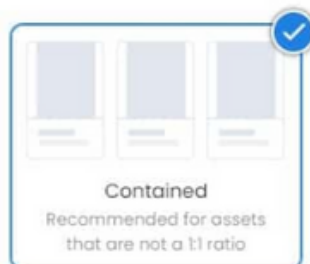 Contained
Recommended for assets
that are not a 1:1 ratio